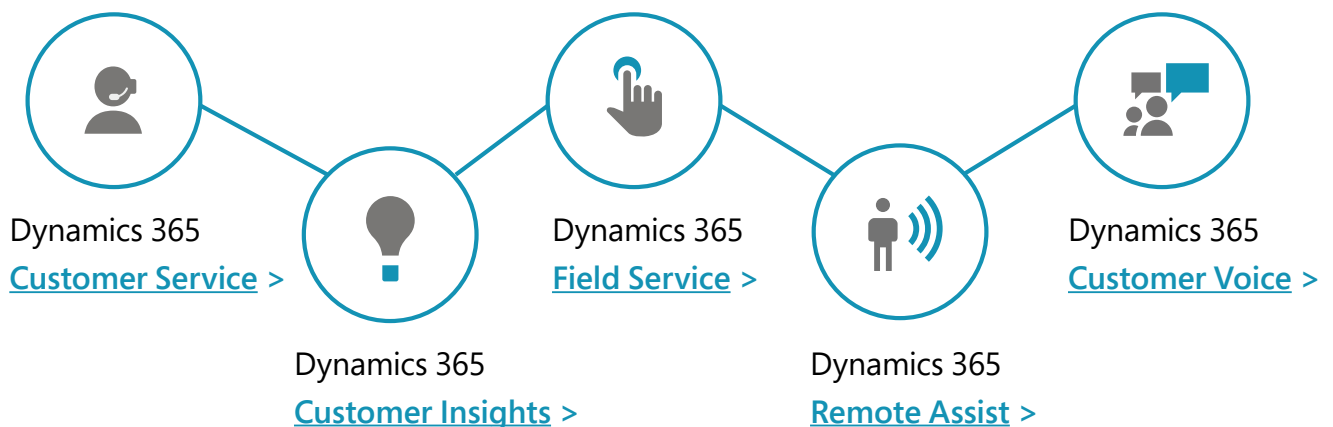 Dynamics 365
Customer Service >
Dynamics 365
Customer Insights >
Dynamics 365
Field Service >
Dynamics 365
Remote Assist >
Dynamics 365
Customer Voice >